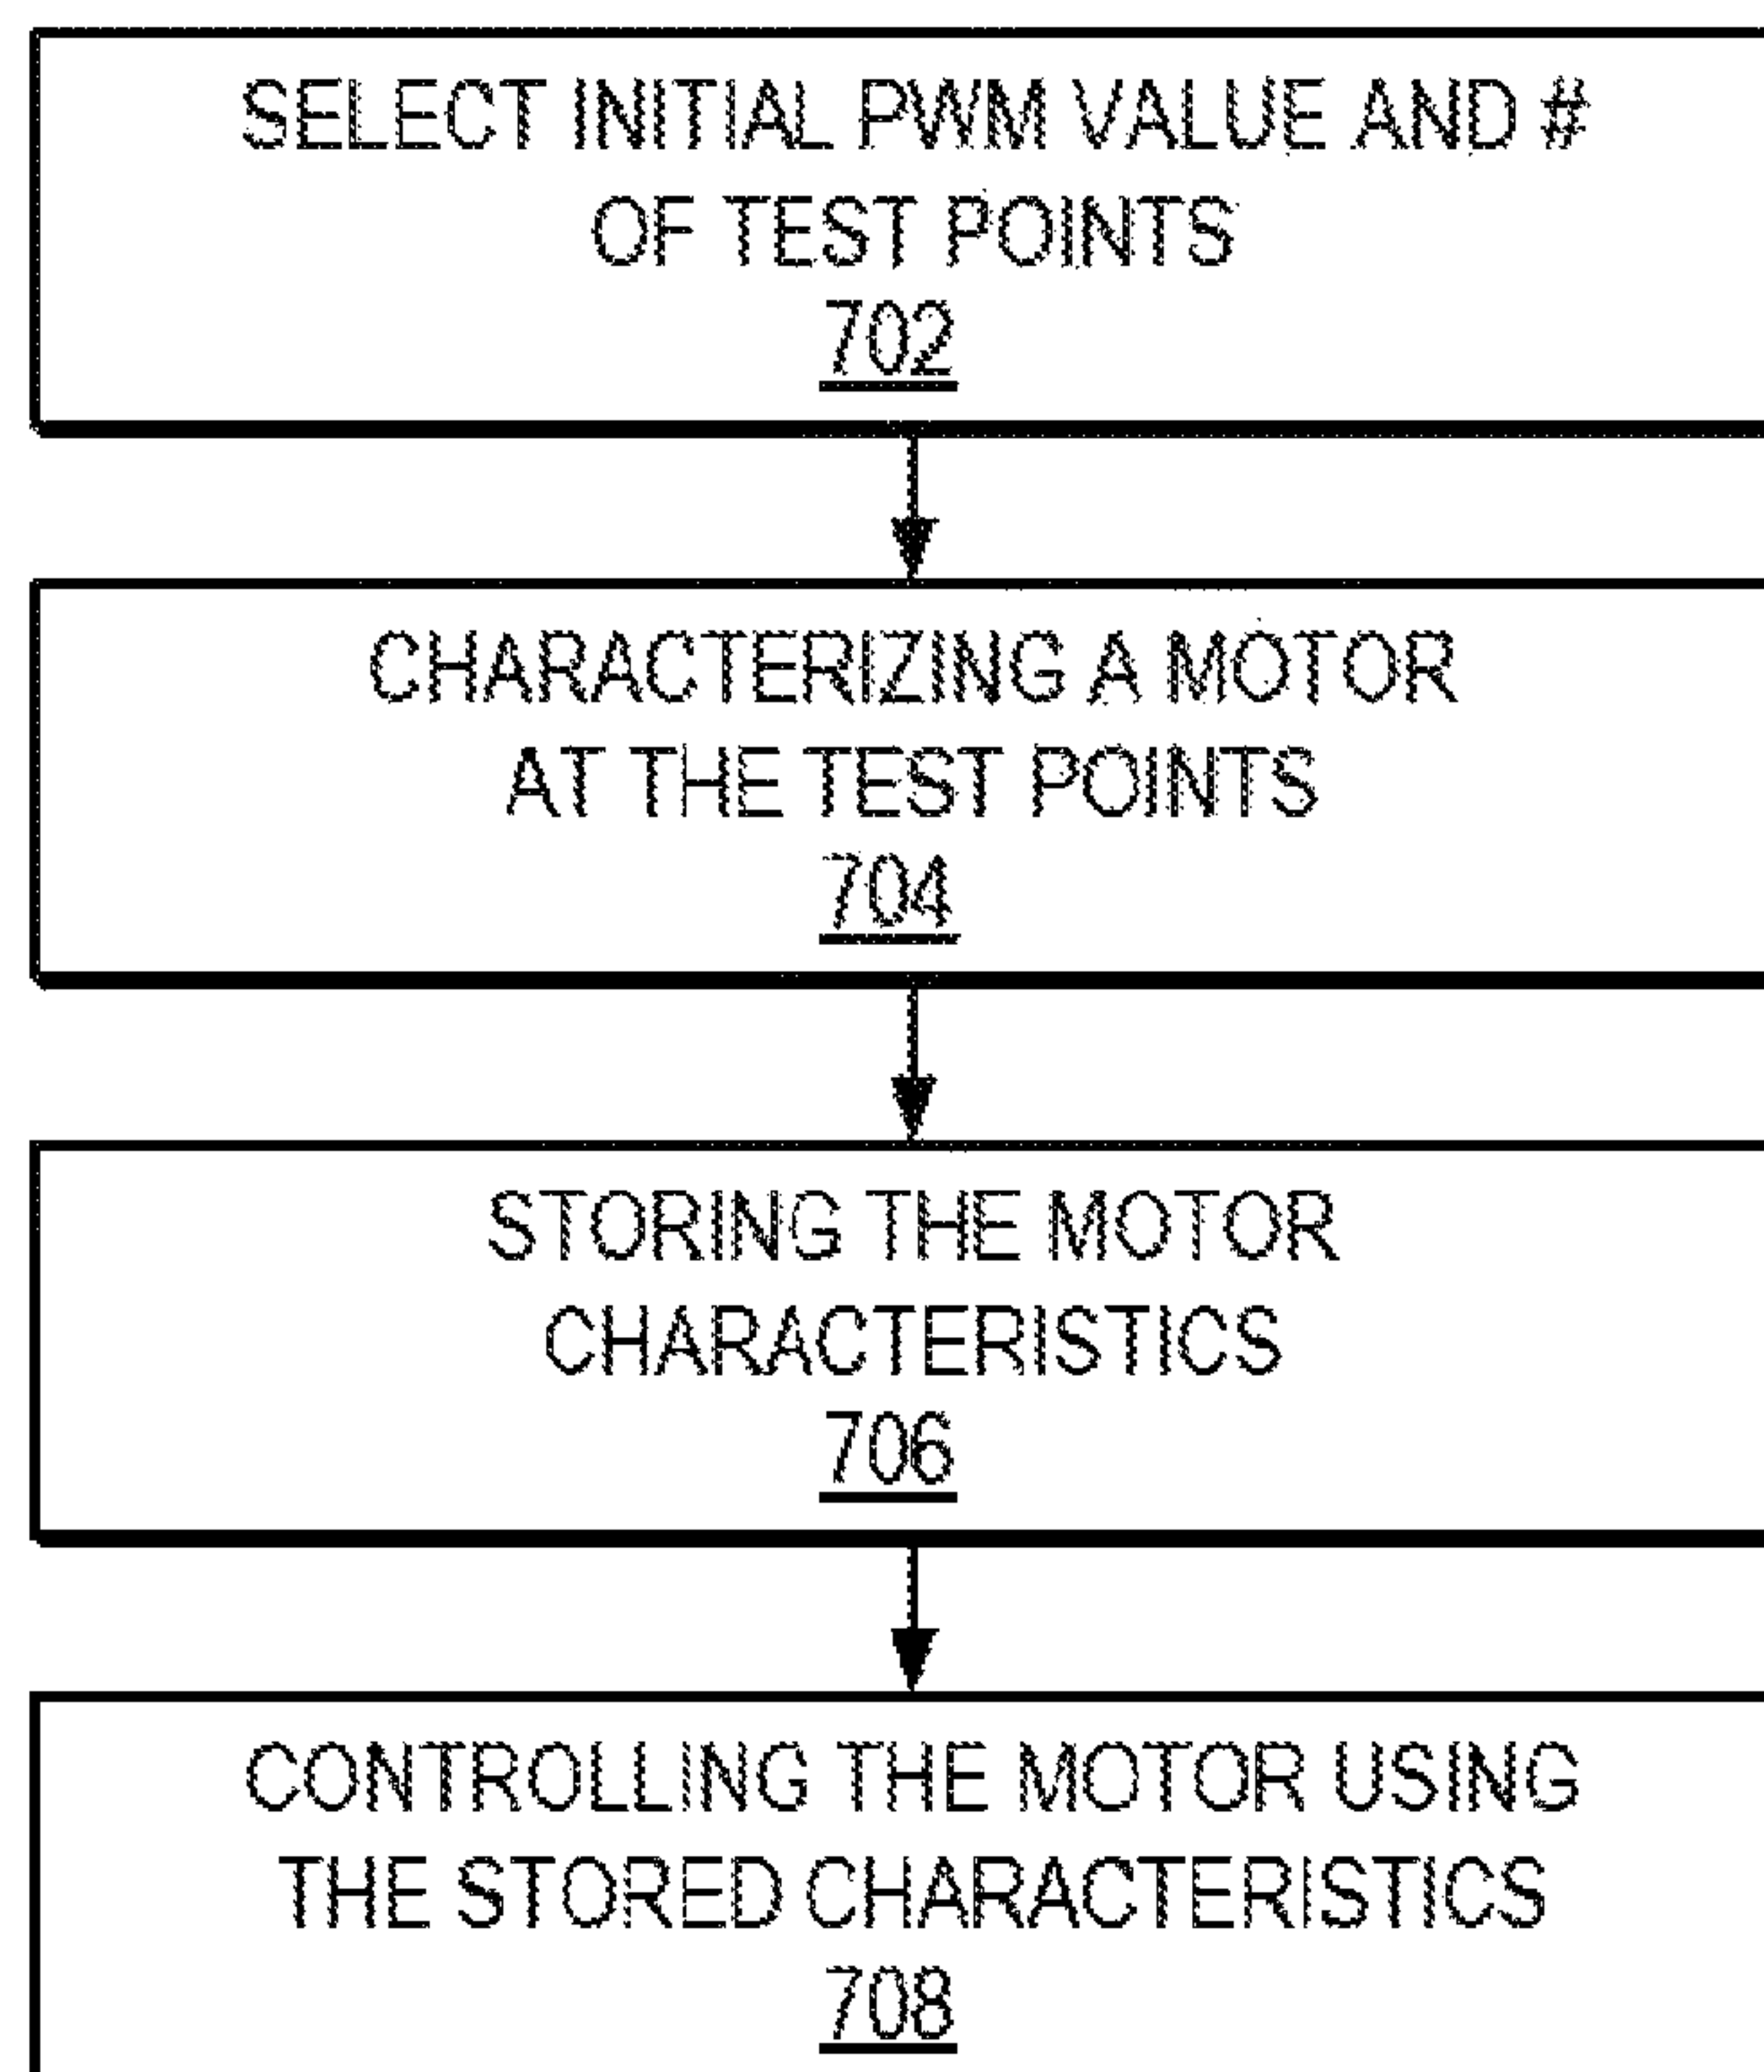 SELECT INITIAL PWM VALUE AND #
OF TEST POINTS
702
CHARACTERIZING A MOTOR
AT THE TEST POINTS
704
STORING THE MOTOR
CHARACTERISTICS
706
CONTROLLING THE MOTOR USING
THE STORED CHARACTERISTICS
708